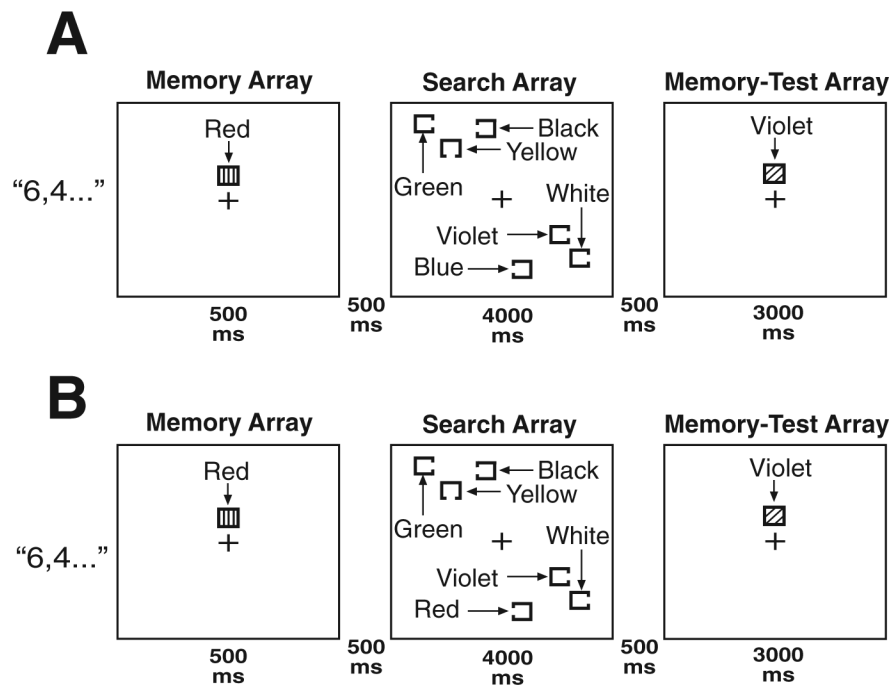 A
Memory Array Search Array Memory-Test Array
Red Black Violet
Yellow
"6,4..." Green White
Violet
Blue
500 ms 500 ms 4000 ms 500 ms 3000 ms
B
Memory Array Search Array Memory-Test Array
Red Black Violet
Yellow
Green White
"6,4..."
Violet
Red
500 ms 500 ms 4000 ms 500 ms 3000 ms